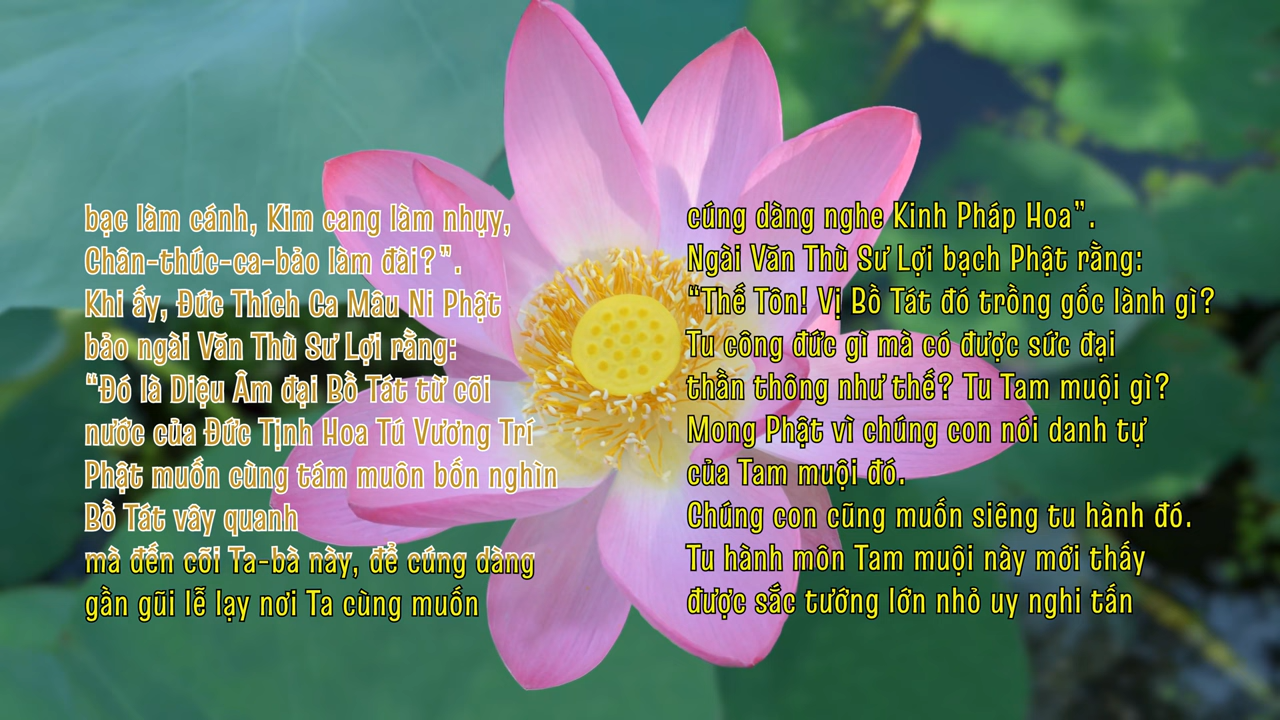 bạc làm cánh, Kim cang làm nhụy,
Chân-thúc-ca-bảo làm đài?”.
Khi ấy, Đức Thích Ca Mâu Ni Phật
bảo ngài Văn Thù Sư Lợi rằng:
“Đó là Diệu Âm đại Bồ Tát từ cõi
nước của Đức Tịnh Hoa Tú Vương Trí
Phật muốn cùng tám muôn bốn nghìn
Bồ Tát vây quanh
mà đến cõi Ta-bà này, để cúng dàng
gần gũi lễ lạy nơi Ta cùng muốn
cúng dàng nghe Kinh Pháp Hoa”.
Ngài Văn Thù Sư Lợi bạch Phật rằng:
“Thế Tôn! Vị Bồ Tát đó trồng gốc lành gì?
Tu công đức gì mà có được sức đại
thần thông như thế? Tu Tam muội gì?
Mong Phật vì chúng con nói danh tự
của Tam muội đó.
Chúng con cũng muốn siêng tu hành đó.
Tu hành môn Tam muội này mới thấy
được sắc tướng lớn nhỏ uy nghi tấn